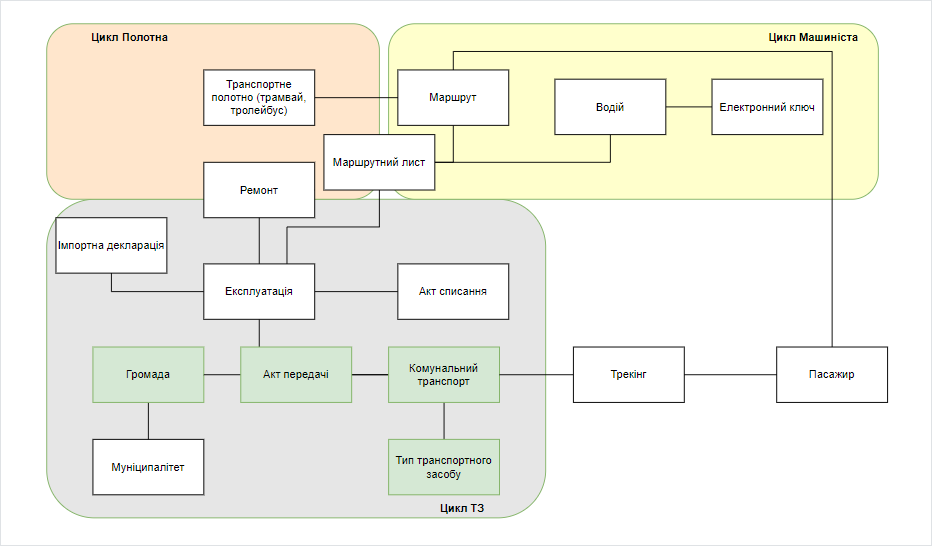 Цикл Полотна
Цикл Машиніста
Транспортне
полотно (трамвай,
тролейбус)
Маршрут
Водій
Електронний ключ
Маршрутний лист
Ремонт
Імпортна декларація
Експлуатація
Акт списання
Громада
Акт передачі
Комунальний
транспорт
Трекінг
Пасажир
Муніципалітет
Тип транспортного
засобу
Цикл ТЗ